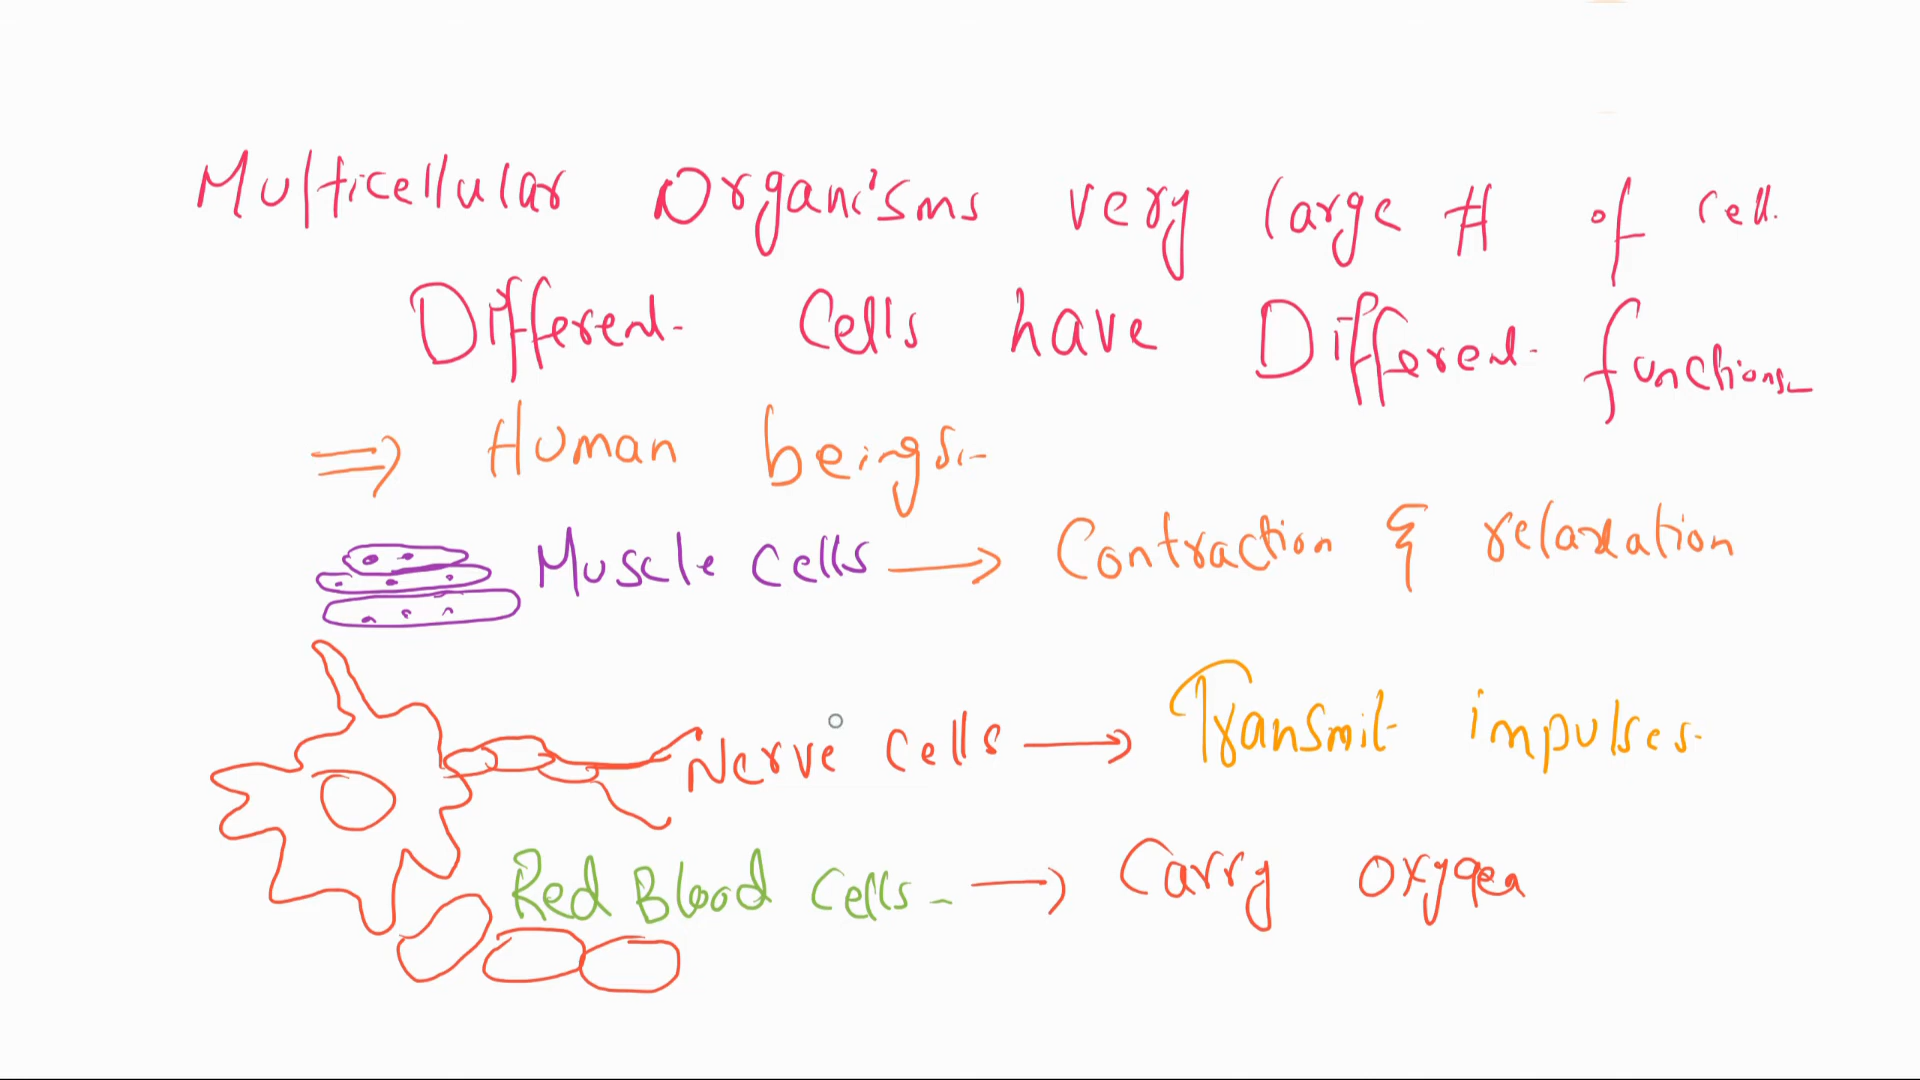 Multicellular Organisms very large # of cell.
Different Cells have Different functions
⇒ Human beings:-
Muscle Cells → Contraction & relaxation
Nerve Cells → Transmit impulses.
Red Blood Cells - → Carry oxygen